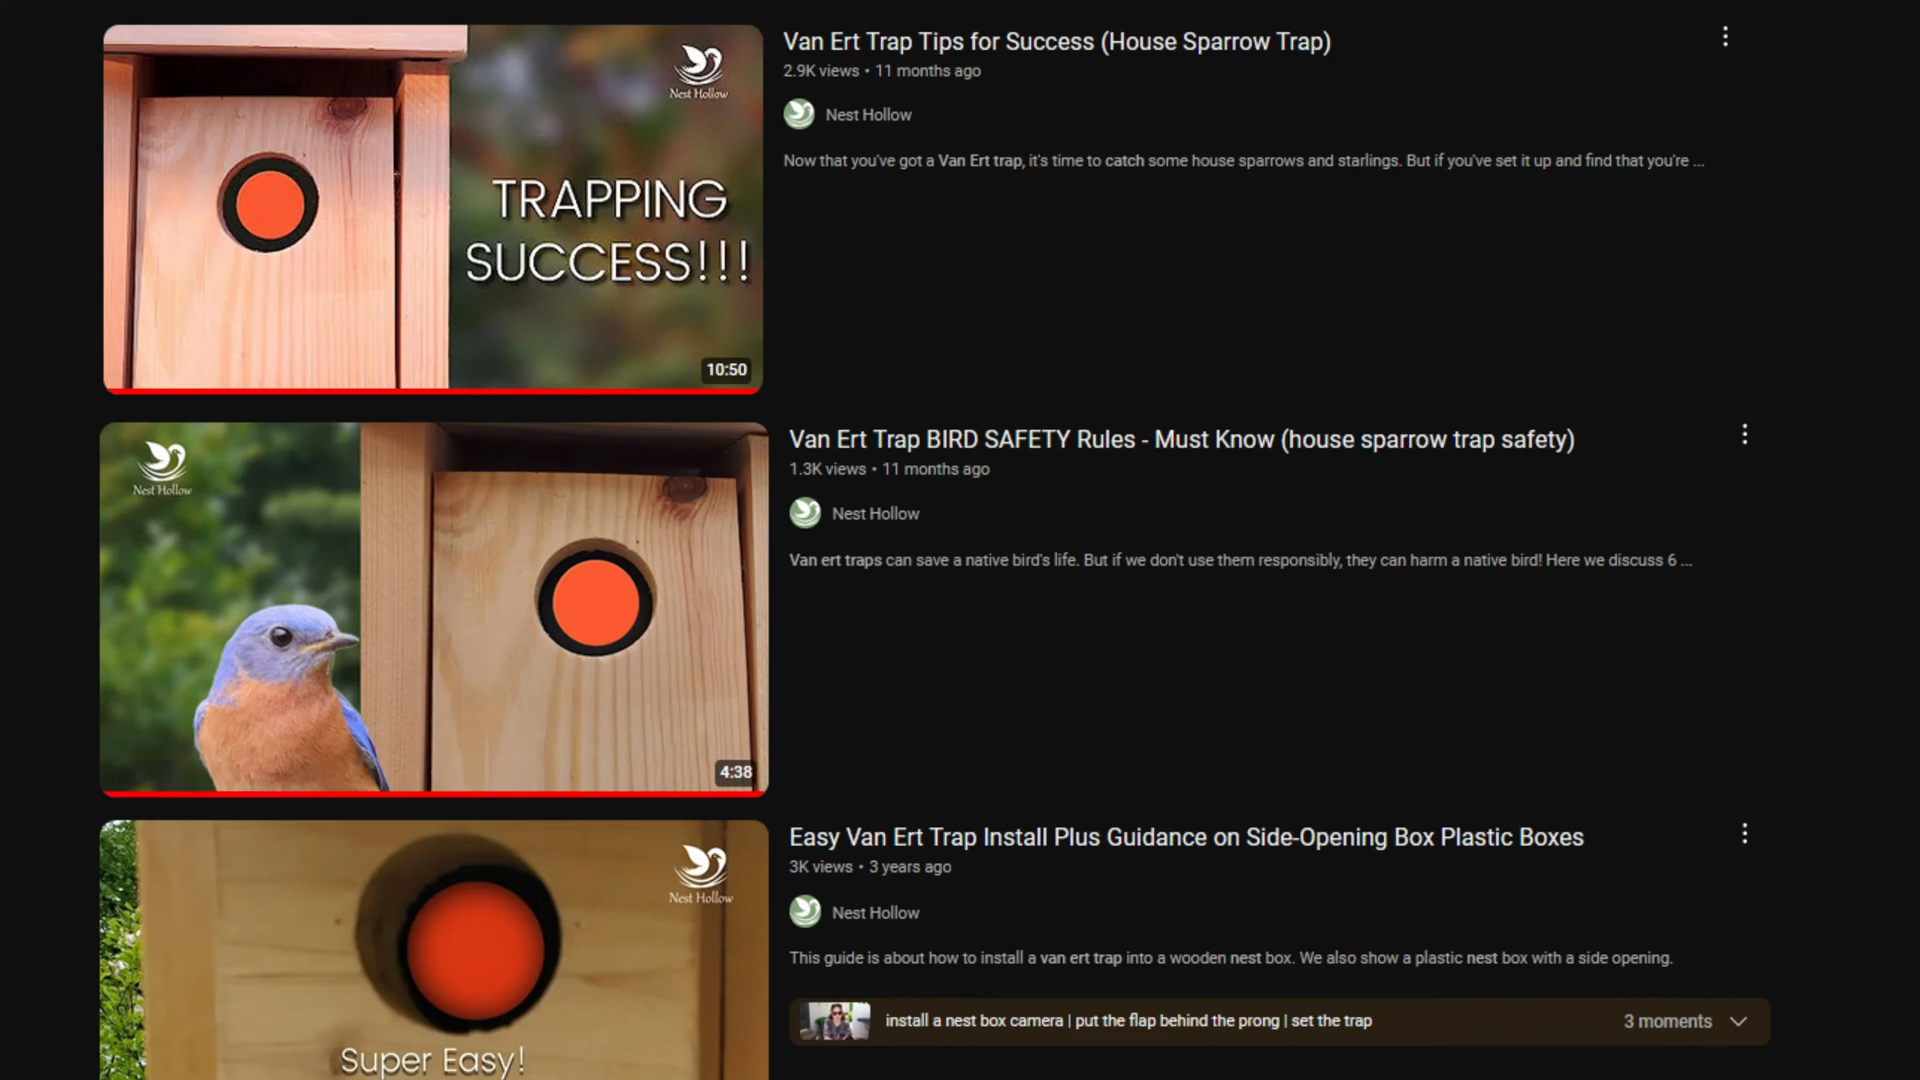 Nest Hollow
TRAPPING
SUCCESS!!!
10:50
Van Ert Trap Tips for Success (House Sparrow Trap)
2.9K views • 11 months ago
Nest Hollow
Now that you've got a Van Ert trap, it's time to catch some house sparrows and starlings. But if you've set it up and find that you're ...
Nest Hollow
4:38
Van Ert Trap BIRD SAFETY Rules - Must Know (house sparrow trap safety)
1.3K views • 11 months ago
Nest Hollow
Van ert traps can save a native bird's life. But if we don't use them responsibly, they can harm a native bird! Here we discuss 6 ...
Nest Hollow
Super Easy!
Easy Van Ert Trap Install Plus Guidance on Side-Opening Box Plastic Boxes
3K views • 3 years ago
Nest Hollow
This guide is about how to install a van ert trap into a wooden nest box. We also show a plastic nest box with a side opening.
install a nest box camera | put the flap behind the prong | set the trap
3 moments